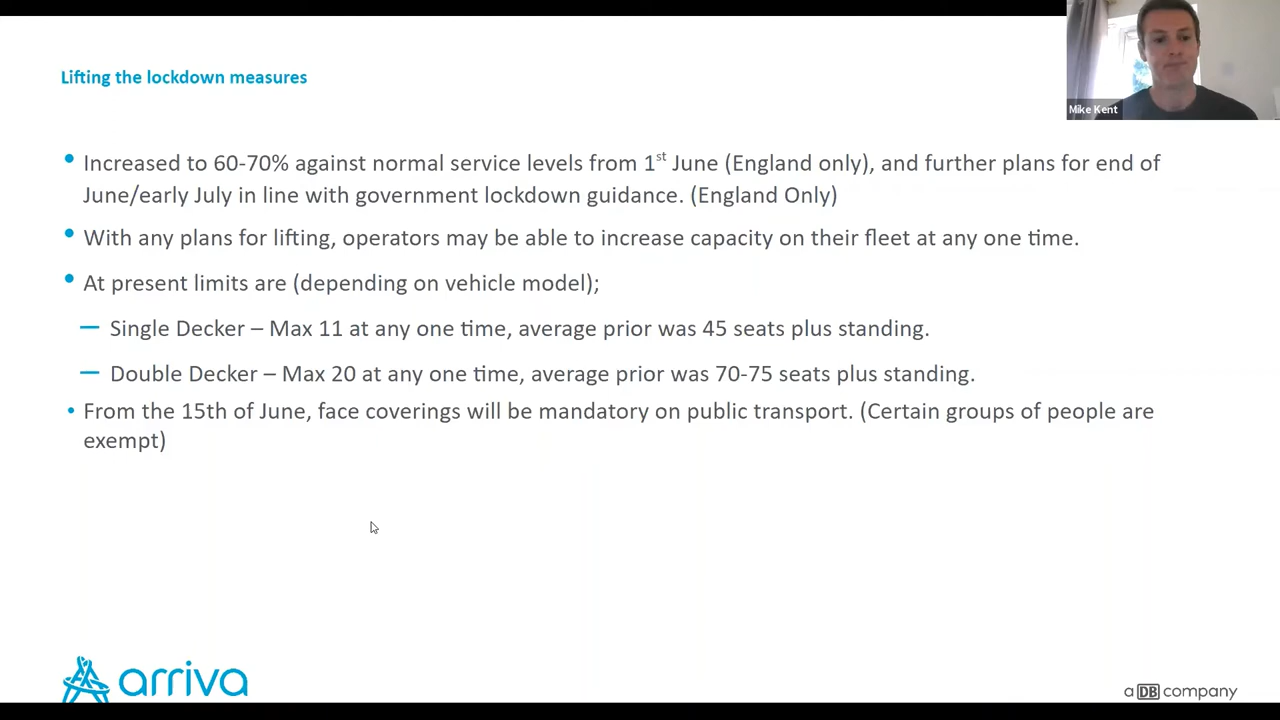 Lifting the lockdown measures
Mike Kent
• Increased to 60-70% against normal service levels from 1st June (England only), and further plans for end of
June/early July in line with government lockdown guidance. (England Only)
• With any plans for lifting, operators may be able to increase capacity on their fleet at any one time.
• At present limits are (depending on vehicle model);
— Single Decker – Max 11 at any one time, average prior was 45 seats plus standing.
— Double Decker – Max 20 at any one time, average prior was 70-75 seats plus standing.
• From the 15th of June, face coverings will be mandatory on public transport. (Certain groups of people are
exempt)
arriva
a DB company